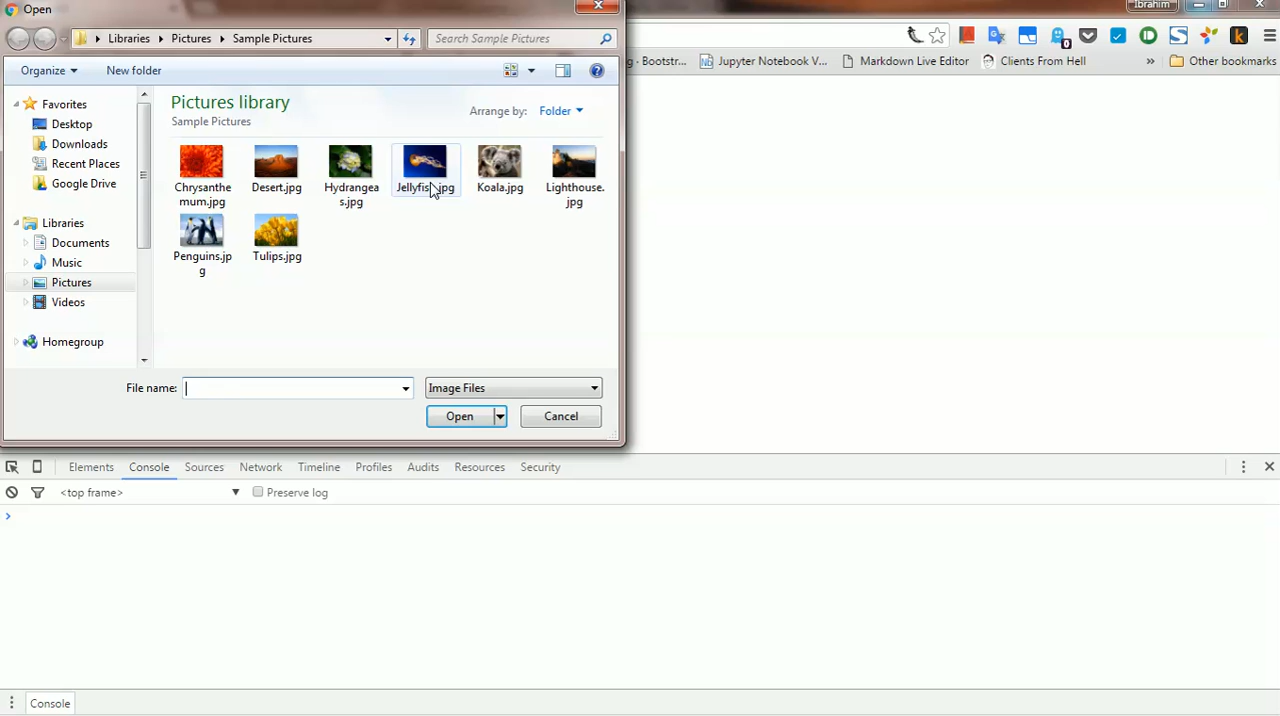 Open
Ibrahim
Libraries Pictures Sample Pictures
Search Sample Pictures
0
Organize
New folder
g - Bootstr...
Jupyter Notebook V...
Markdown Live Editor
Clients From Hell
»
Other bookmarks
Favorites
Desktop
Downloads
Recent Places
Google Drive
Libraries
Documents
Music
Pictures
Videos
Homegroup
Pictures library
Sample Pictures
Arrange by: Folder
Chrysanthe
mum.jpg
Desert.jpg
Hydrangea
s.jpg
Jellyfish.jpg
Koala.jpg
Lighthouse.
jpg
Penguins.jp
g
Tulips.jpg
File name:
Image Files
Open
Cancel
Elements Console Sources Network Timeline Profiles Audits Resources Security
<top frame> Preserve log
>
Console